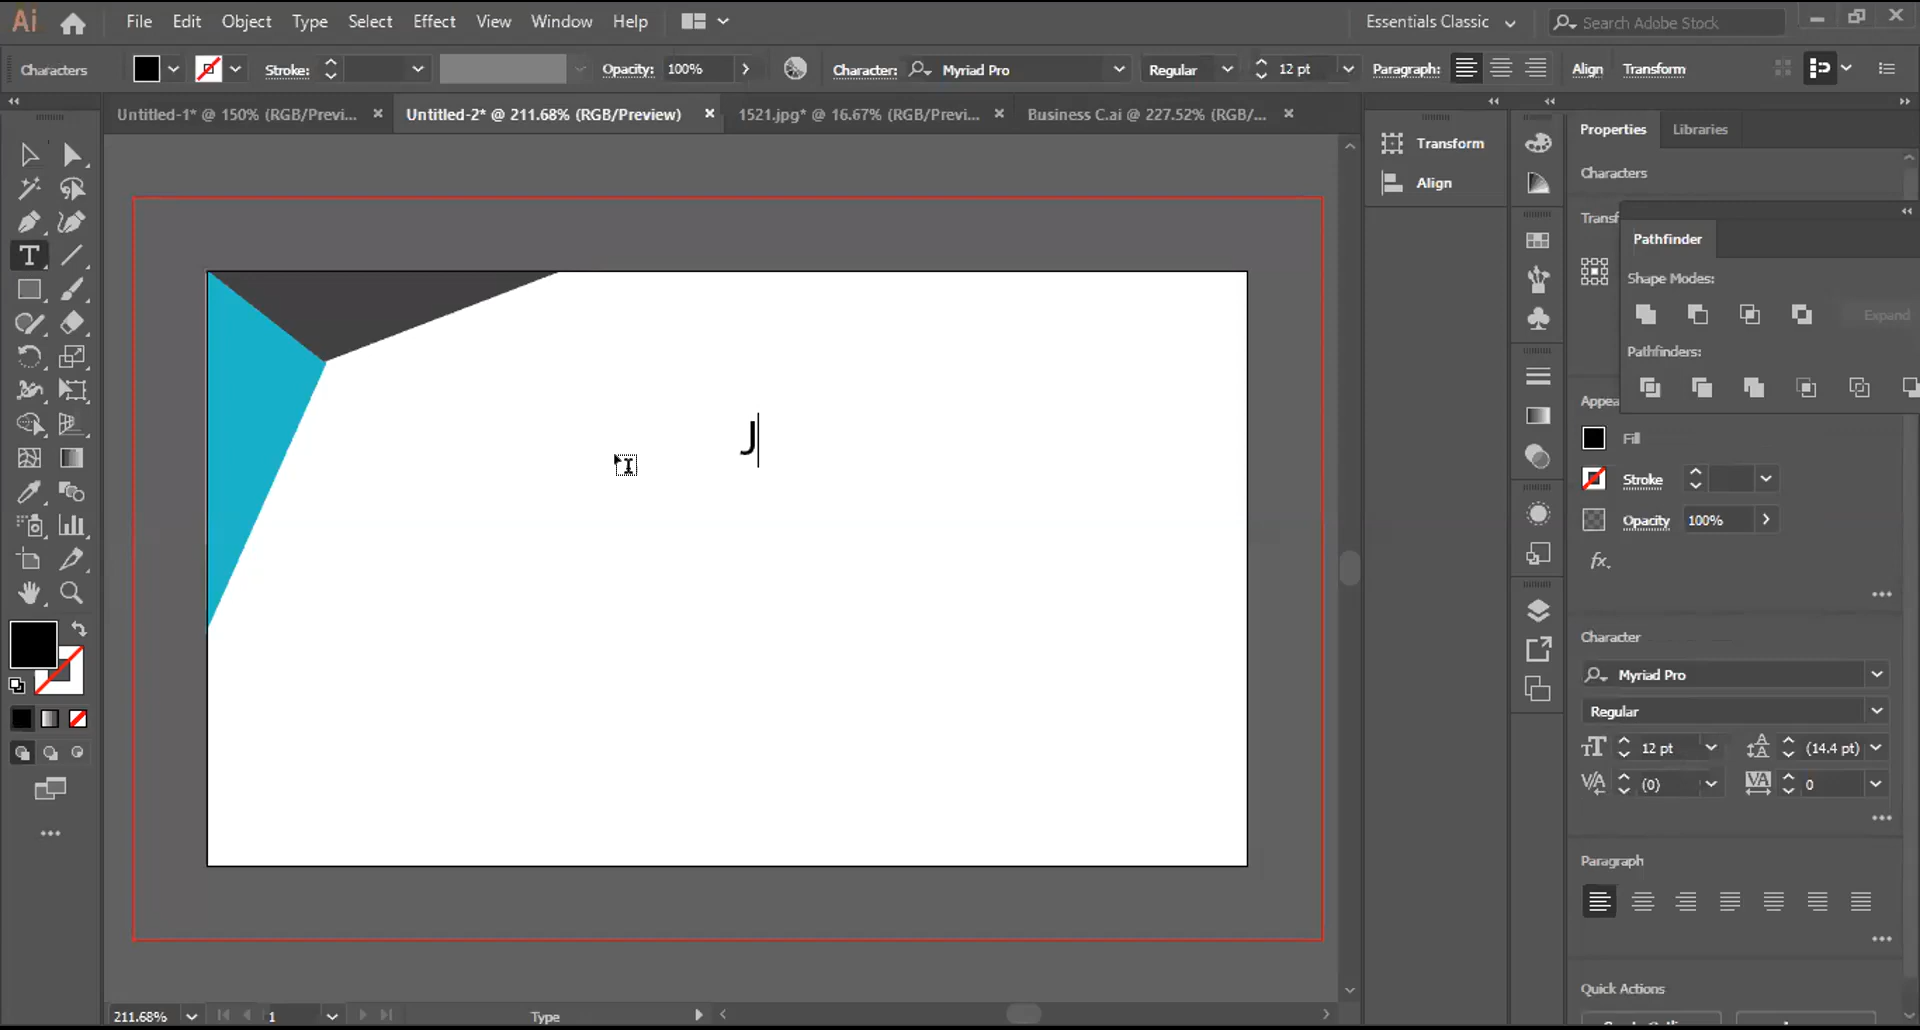 Ai File Edit Object Type Select Effect View Window Help Essentials Classic Search Adobe Stock
Characters Stroke: Opacity: 100% Character: Myriad Pro Regular 12 pt Paragraph: Align Transform
Untitled-1* @ 150% (RGB/Previ... × Untitled-2* @ 211.68% (RGB/Preview) × 1521.jpg* @ 16.67% (RGB/Previ... × Business C.ai @ 227.52% (RGB/... ×
Transform
Align
Properties Libraries
Characters
Transf
Pathfinder
Shape Modes:
Expand
Pathfinders:
J
Appea
Fill
Stroke
Opacity 100%
fx.
Character
Myriad Pro
Regular
12 pt (14.4 pt)
(0) 0
Paragraph
Quick Actions
211.68% 1 Type